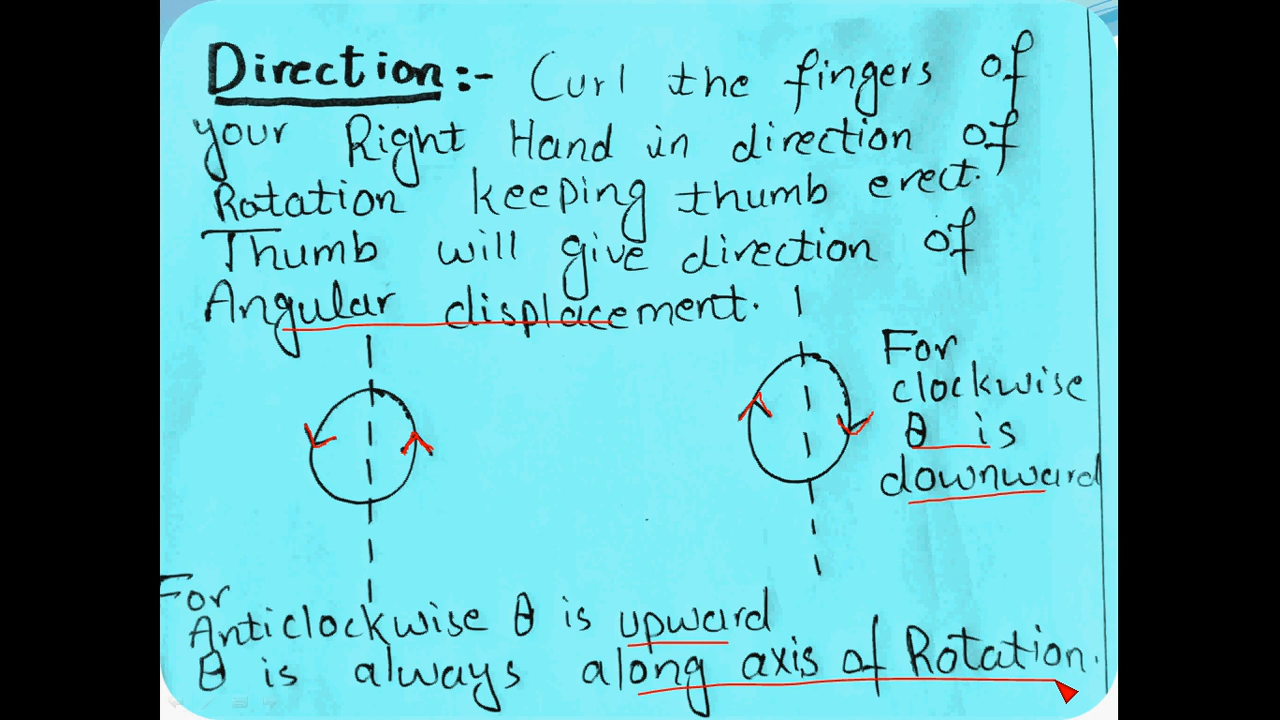 Direction:- Curl the fingers of
your Right Hand in direction of
Rotation keeping thumb erect.
Thumb will give direction of
Angular displacement.
For
clockwise
θ is
downward
For
Anticlockwise θ is upward
θ is always along axis of Rotation.